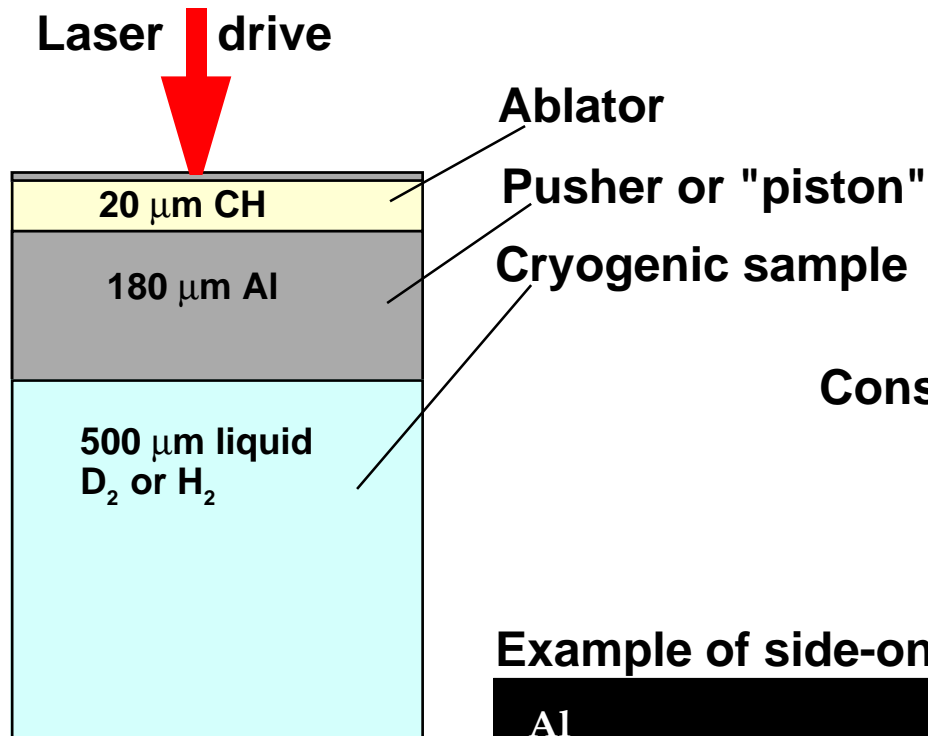 Laser drive
Ablator
20 μm CH
Pusher or "piston"
180 μm Al
Cryogenic sample
Cons
500 μm liquid
D₂ or H₂
Example of side-on
Al